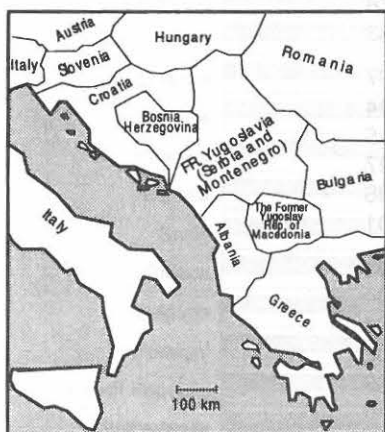 Austria
Hungary
Romania
Italy
Slovenia
Croatia
Bosnia,
Herzegovina
FR. Yugoslavia
(Serbia and
Montenegro)
Bulgaria
The Former
Yugoslav
Rep. of
Macedonia
Italy
Albania
Greece
100 km